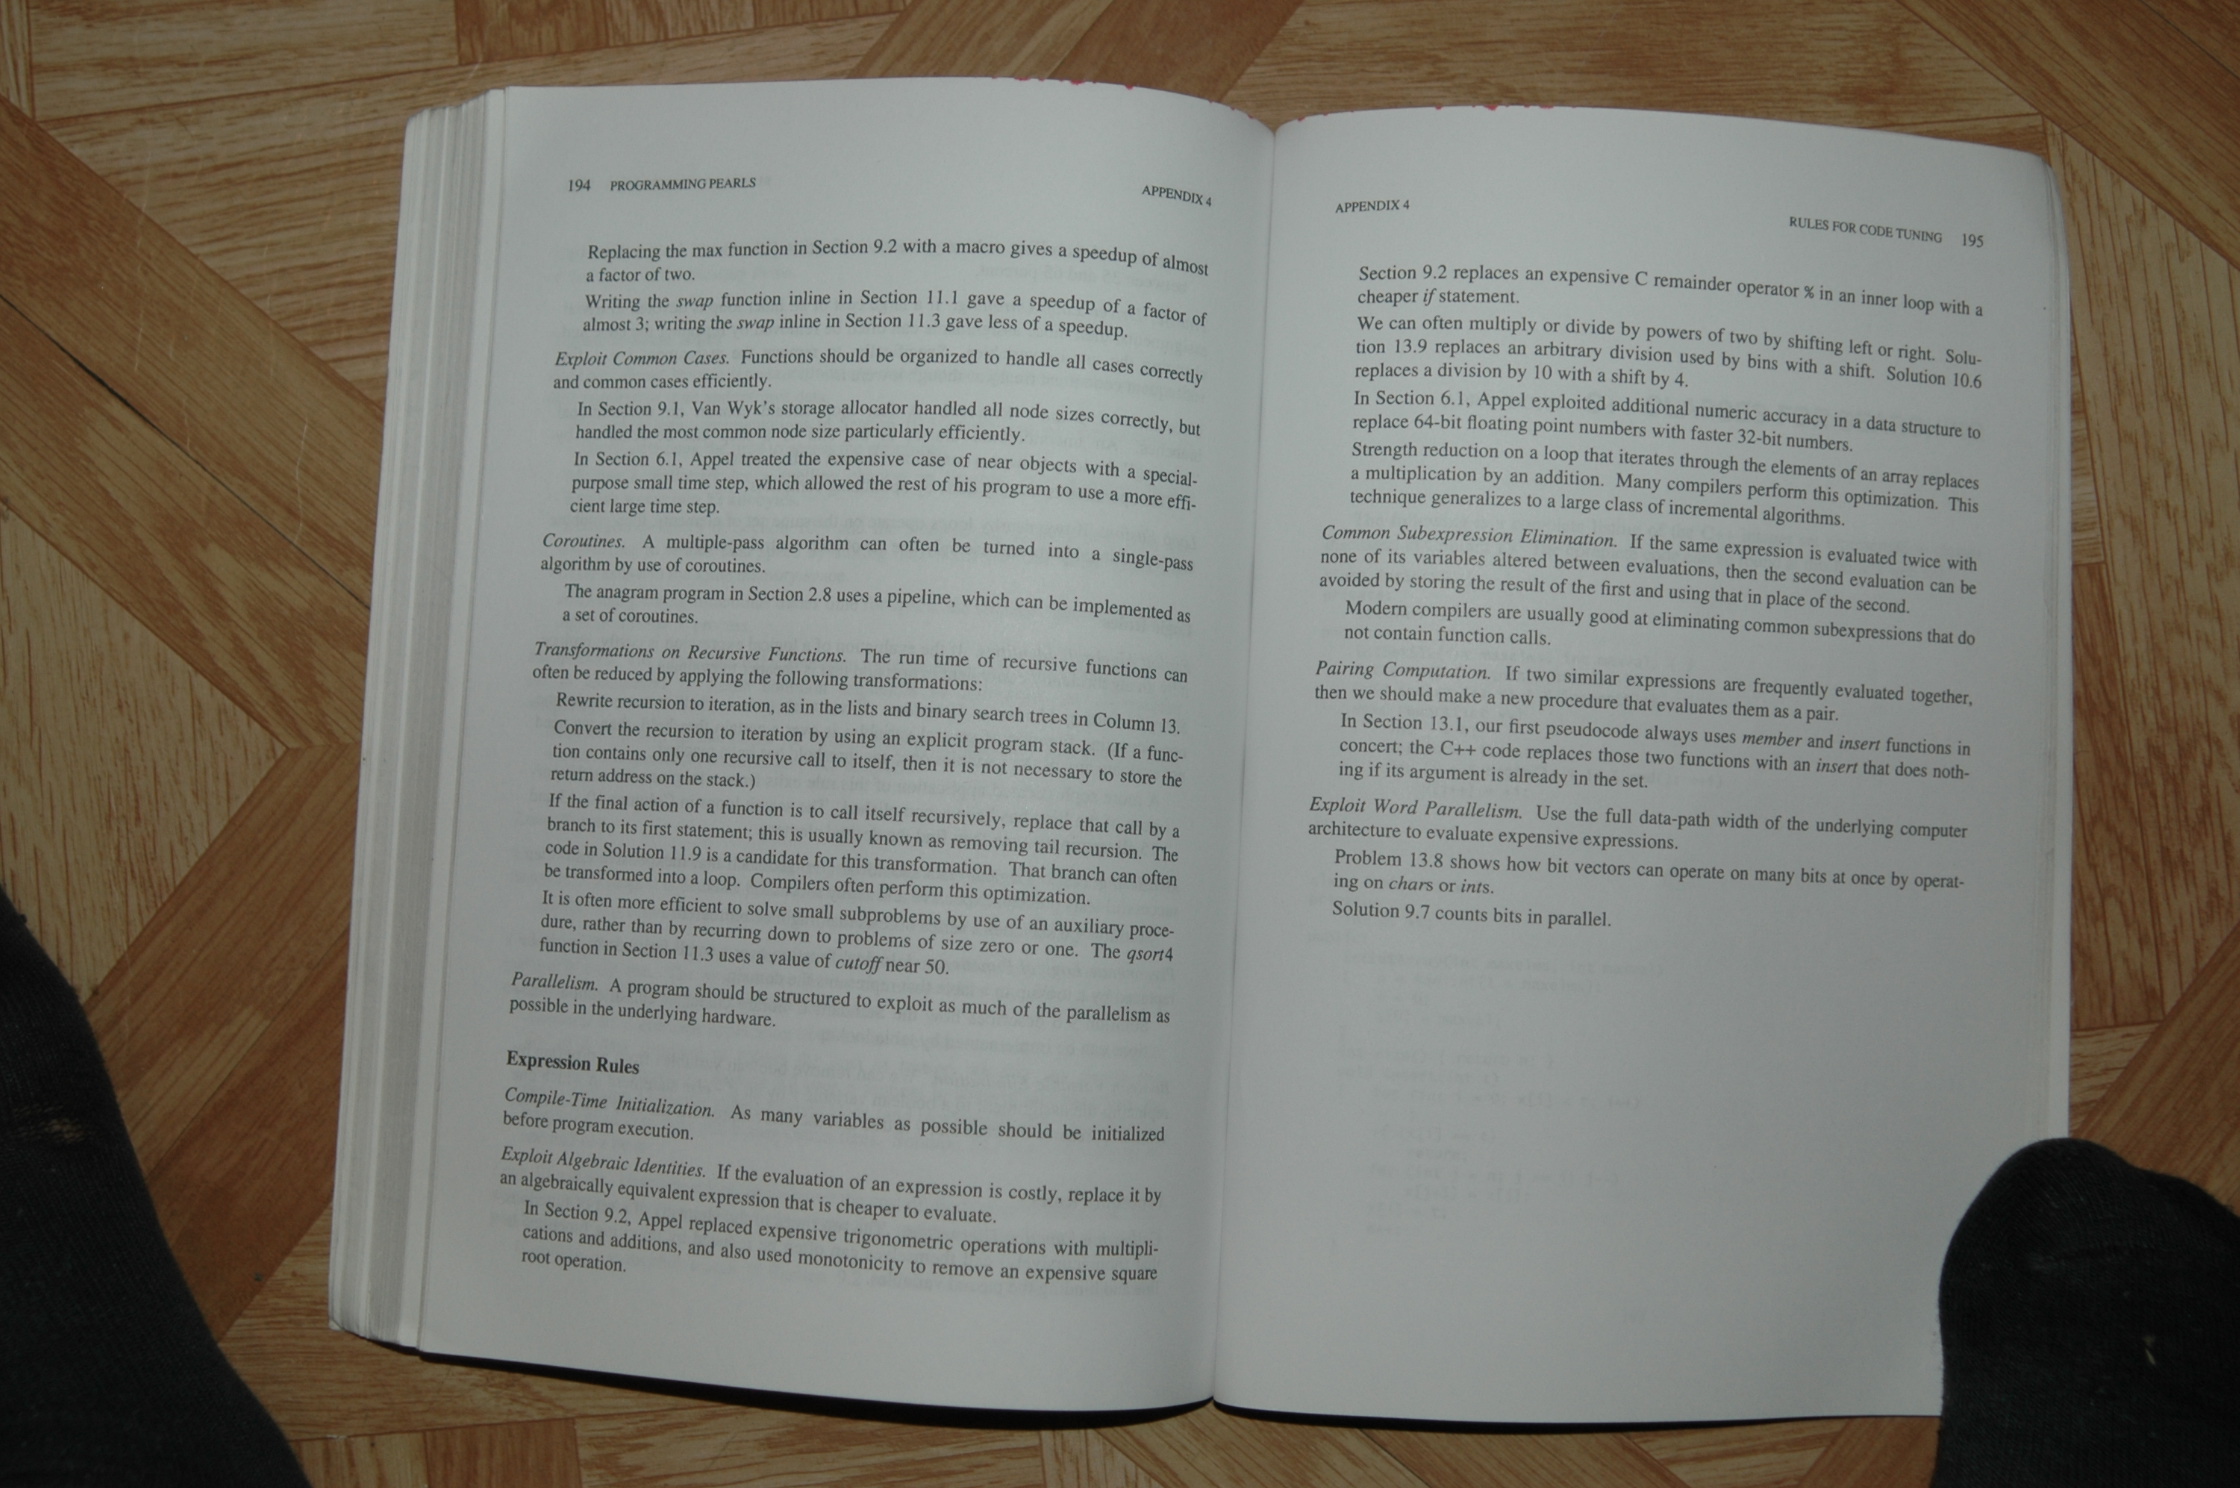 194 PROGRAMMING PEARLS APPENDIX 4
Replacing the max function in Section 9.2 with a macro gives a speedup of almost
a factor of two.
Writing the swap function inline in Section 11.1 gave a speedup of a factor of
almost 3; writing the swap inline in Section 11.3 gave less of a speedup.
Exploit Common Cases. Functions should be organized to handle all cases correctly
and common cases efficiently.
In Section 9.1, Van Wyk's storage allocator handled all node sizes correctly, but
handled the most common node size particularly efficiently.
In Section 6.1, Appel treated the expensive case of near objects with a special-
purpose small time step, which allowed the rest of his program to use a more effi-
cient large time step.
Coroutines. A multiple-pass algorithm can often be turned into a single-pass
algorithm by use of coroutines.
The anagram program in Section 2.8 uses a pipeline, which can be implemented as
a set of coroutines.
Transformations on Recursive Functions. The run time of recursive functions can
often be reduced by applying the following transformations:
Rewrite recursion to iteration, as in the lists and binary search trees in Column 13.
Convert the recursion to iteration by using an explicit program stack. (If a func-
tion contains only one recursive call to itself, then it is not necessary to store the
return address on the stack.)
If the final action of a function is to call itself recursively, replace that call by a
branch to its first statement; this is usually known as removing tail recursion. The
code in Solution 11.9 is a candidate for this transformation. That branch can often
be transformed into a loop. Compilers often perform this optimization.
It is often more efficient to solve small subproblems by use of an auxiliary proce-
dure, rather than by recurring down to problems of size zero or one. The qsort4
function in Section 11.3 uses a value of cutoff near 50.
Parallelism. A program should be structured to exploit as much of the parallelism as
possible in the underlying hardware.
Expression Rules
Compile-Time Initialization. As many variables as possible should be initialized
before program execution.
Exploit Algebraic Identities. If the evaluation of an expression is costly, replace it by
an algebraically equivalent expression that is cheaper to evaluate.
In Section 9.2, Appel replaced expensive trigonometric operations with multipli-
cations and additions, and also used monotonicity to remove an expensive square
root operation.
APPENDIX 4 RULES FOR CODE TUNING 195
Section 9.2 replaces an expensive C remainder operator % in an inner loop with a
cheaper if statement.
We can often multiply or divide by powers of two by shifting left or right. Solu-
tion 13.9 replaces an arbitrary division used by bins with a shift. Solution 10.6
replaces a division by 10 with a shift by 4.
In Section 6.1, Appel exploited additional numeric accuracy in a data structure to
replace 64-bit floating point numbers with faster 32-bit numbers.
Strength reduction on a loop that iterates through the elements of an array replaces
a multiplication by an addition. Many compilers perform this optimization. This
technique generalizes to a large class of incremental algorithms.
Common Subexpression Elimination. If the same expression is evaluated twice with
none of its variables altered between evaluations, then the second evaluation can be
avoided by storing the result of the first and using that in place of the second.
Modern compilers are usually good at eliminating common subexpressions that do
not contain function calls.
Pairing Computation. If two similar expressions are frequently evaluated together,
then we should make a new procedure that evaluates them as a pair.
In Section 13.1, our first pseudocode always uses member and insert functions in
concert; the C++ code replaces those two functions with an insert that does noth-
ing if its argument is already in the set.
Exploit Word Parallelism. Use the full data-path width of the underlying computer
architecture to evaluate expensive expressions.
Problem 13.8 shows how bit vectors can operate on many bits at once by operat-
ing on chars or ints.
Solution 9.7 counts bits in parallel.